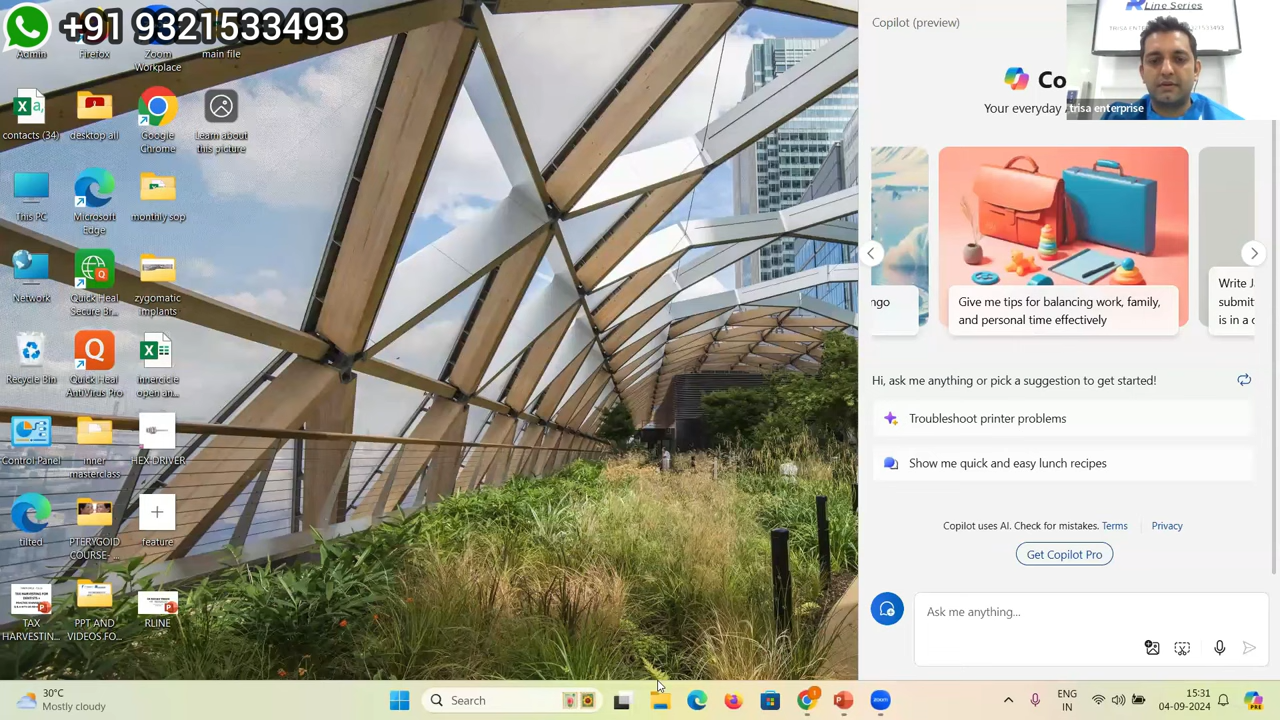 +91 9321533493
Admin
Firefox
Zoom Workplace
main file
contacts (34)
desktop all
Google Chrome
Learn about this picture
This PC
Microsoft Edge
monthly sop
Network
Quick Heal Secure Br...
zygomatic implants
Recycle Bin
Quick Heal AntiVirus Pro
innercicle open an...
Control Panel
inner masterclass
HEX DRIVER
tilted
PTERYGOID COURSE- ...
feature
TAX HARVESTIN...
PPT AND VIDEOS FO...
RLINE
Copilot (preview)
Line Series
Co
Your everyday
trisa enterprise
ngo
Give me tips for balancing work, family,
and personal time effectively
Write
submit
is in a
Hi, ask me anything or pick a suggestion to get started!
Troubleshoot printer problems
Show me quick and easy lunch recipes
Copilot uses AI. Check for mistakes. Terms Privacy
Get Copilot Pro
Ask me anything...
30°C
Mostly cloudy
Search
zoom
ENG
IN
15:31
04-09-2024
PRE